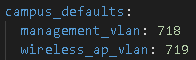 campus_defaults:
  management_vlan: 718
  wireless_ap_vlan: 719